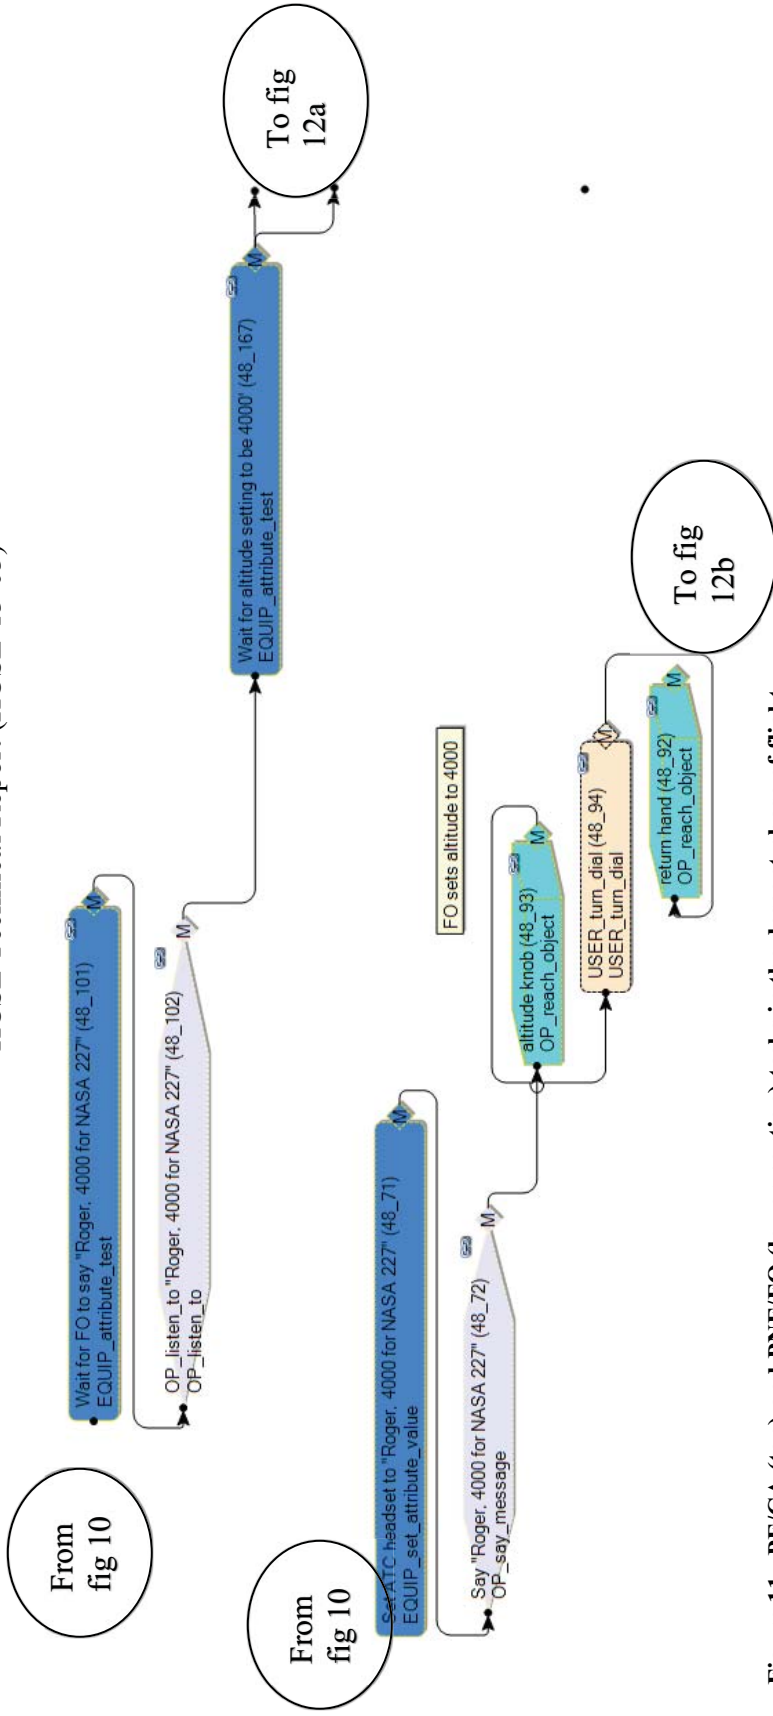 From
fig 10
Wait for FO to say "Roger, 4000 for NASA 227" (48_101)
EQUIP_attribute_test
M
OP_listen_to "Roger, 4000 for NASA 227" (48_102)
OP_listen_to
M
Wait for altitude setting to be 4000' (48_167)
EQUIP_attribute_test
M
To fig
12a
From
fig 10
Set ATC headset to "Roger, 4000 for NASA 227" (48_71)
EQUIP_set_attribute_value
M
Say "Roger, 4000 for NASA 227" (48_72)
OP_say_message
M
FO sets altitude to 4000
altitude knob (48_93)
OP_reach_object
M
USER_turn_dial (48_94)
USER_turn_dial
M
return hand (48_92)
OP_reach_object
M
To fig
12b